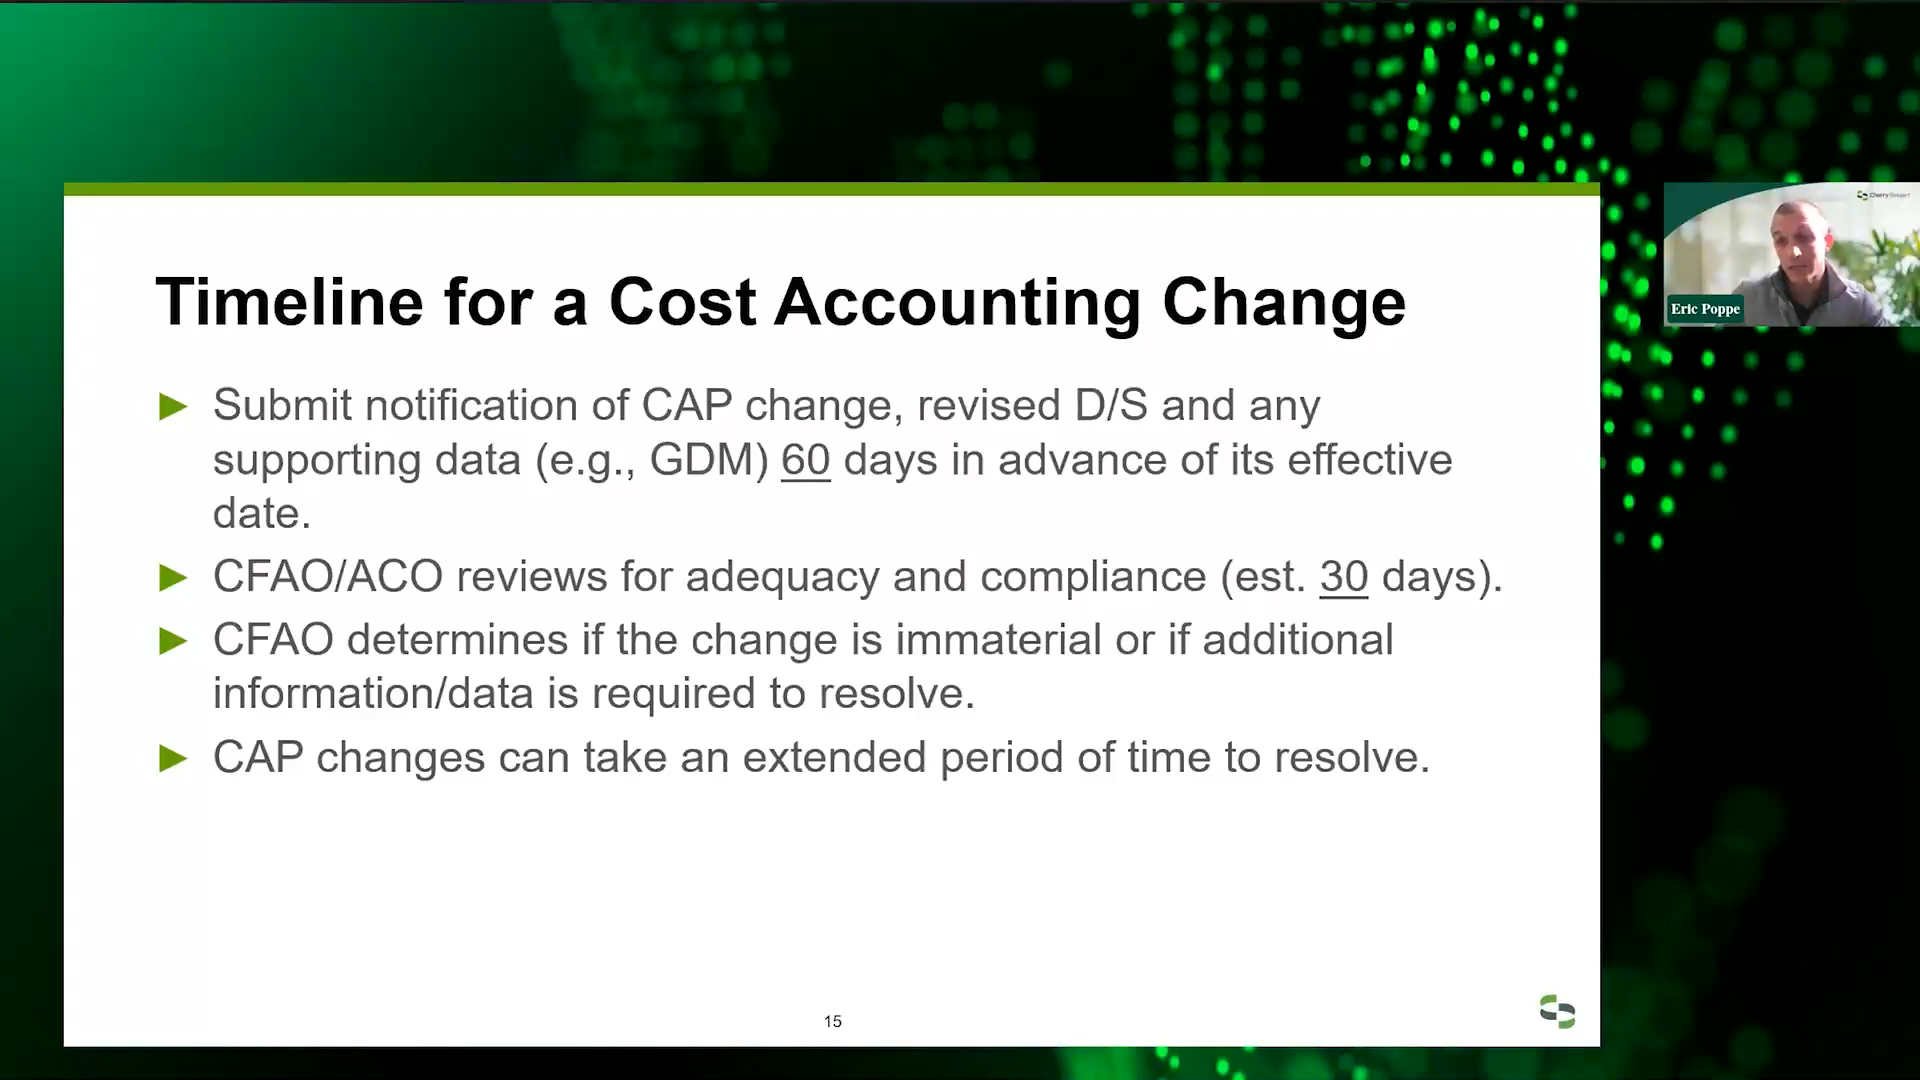 Timeline for a Cost Accounting Change
► Submit notification of CAP change, revised D/S and any
supporting data (e.g., GDM) 60 days in advance of its effective
date.
► CFAO/ACO reviews for adequacy and compliance (est. 30 days).
► CFAO determines if the change is immaterial or if additional
information/data is required to resolve.
► CAP changes can take an extended period of time to resolve.
15
Cherry Bekaert
Eric Poppe